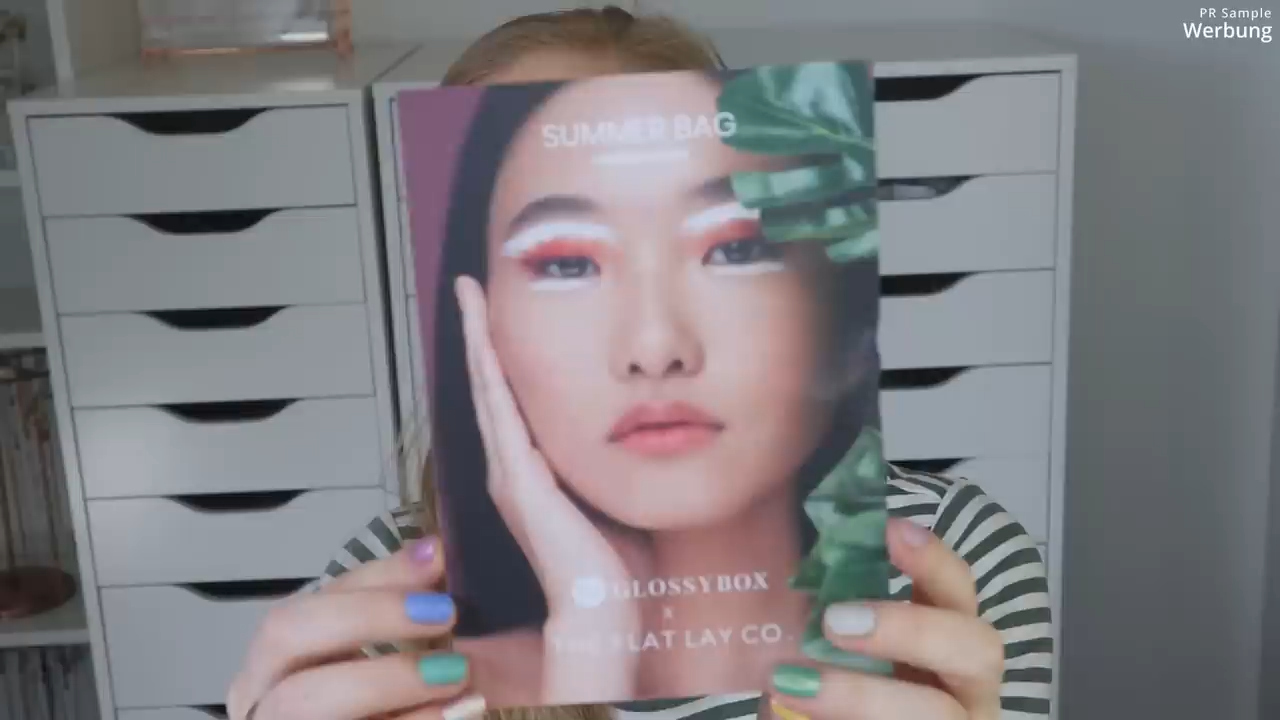 PR Sample
Werbung
SUMMER BAG
GLOSSYBOX
X
THE FLAT LAY CO.